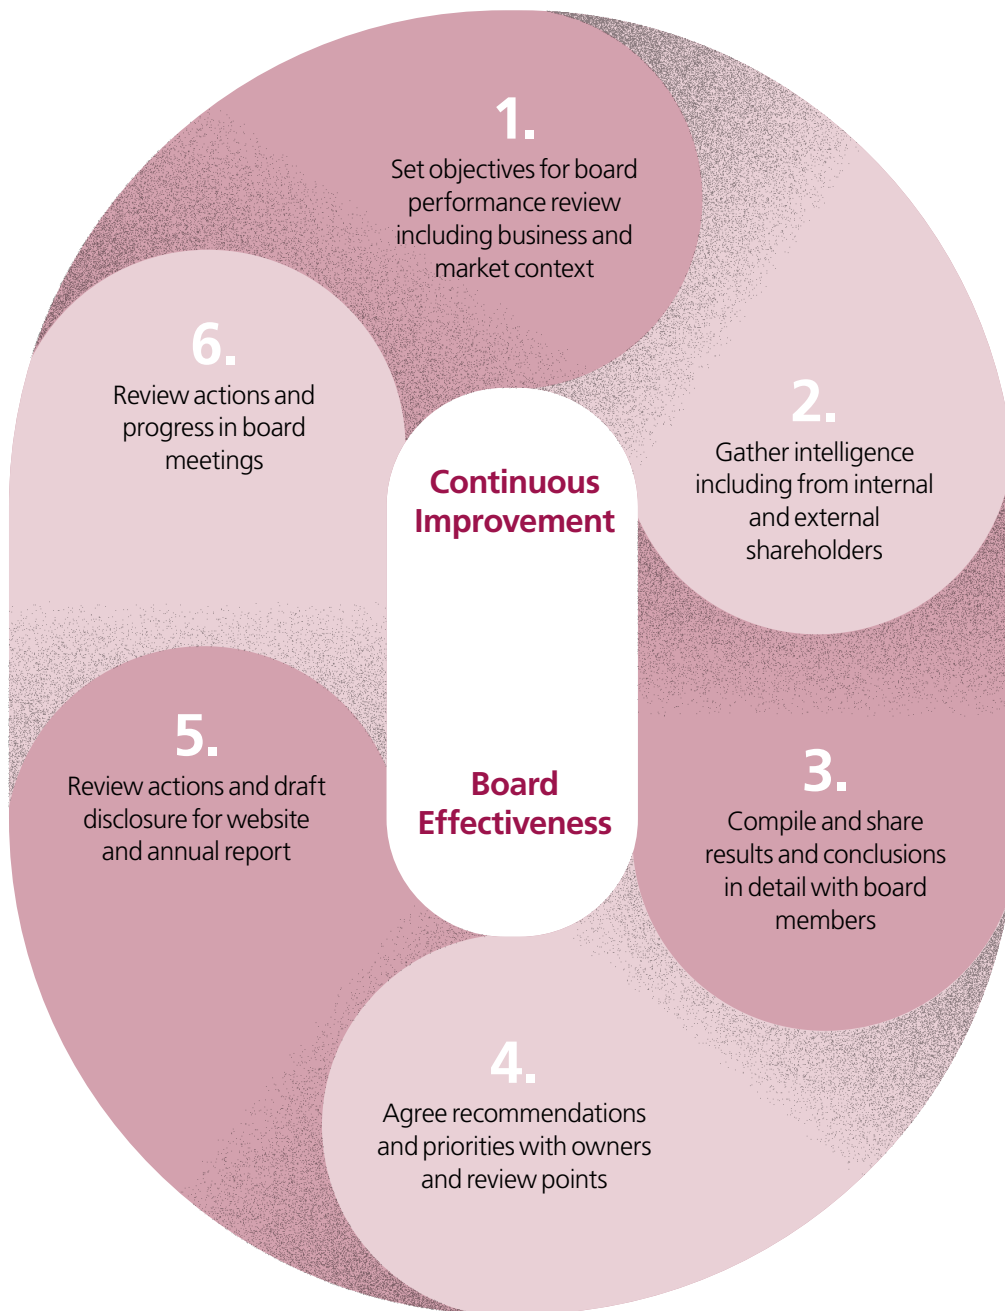 1.
Set objectives for board
performance review
including business and
market context
2.
Gather intelligence
including from internal
and external
shareholders
3.
Compile and share
results and conclusions
in detail with board
members
4.
Agree recommendations
and priorities with owners
and review points
5.
Review actions and draft
disclosure for website
and annual report
6.
Review actions and
progress in board
meetings
Continuous
Improvement
Board
Effectiveness